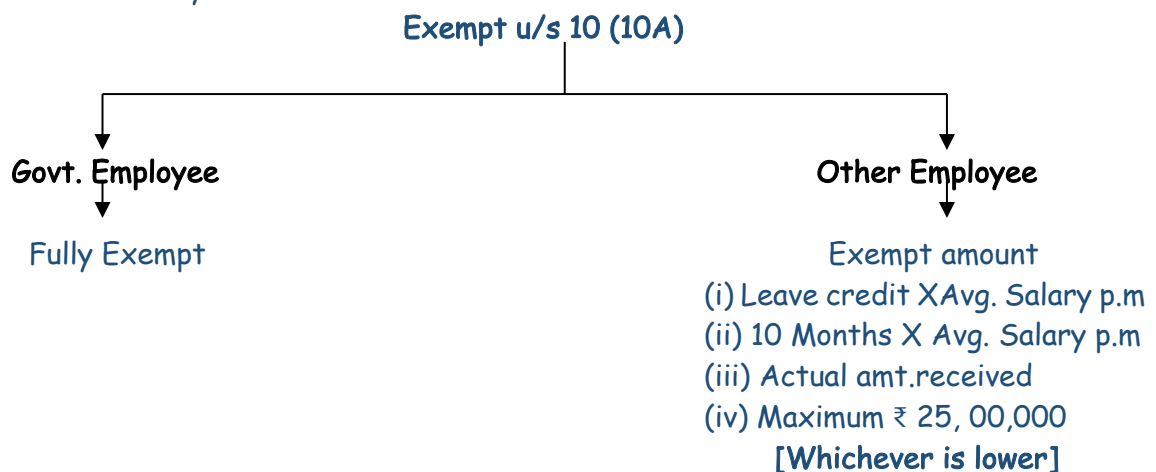 Exempt u/s 10 (10A)
Govt. Employee
Other Employee
Fully Exempt
Exempt amount
(i) Leave credit XAvg. Salary p.m
(ii) 10 Months X Avg. Salary p.m
(iii) Actual amt.received
(iv) Maximum ₹ 25, 00,000
[Whichever is lower]